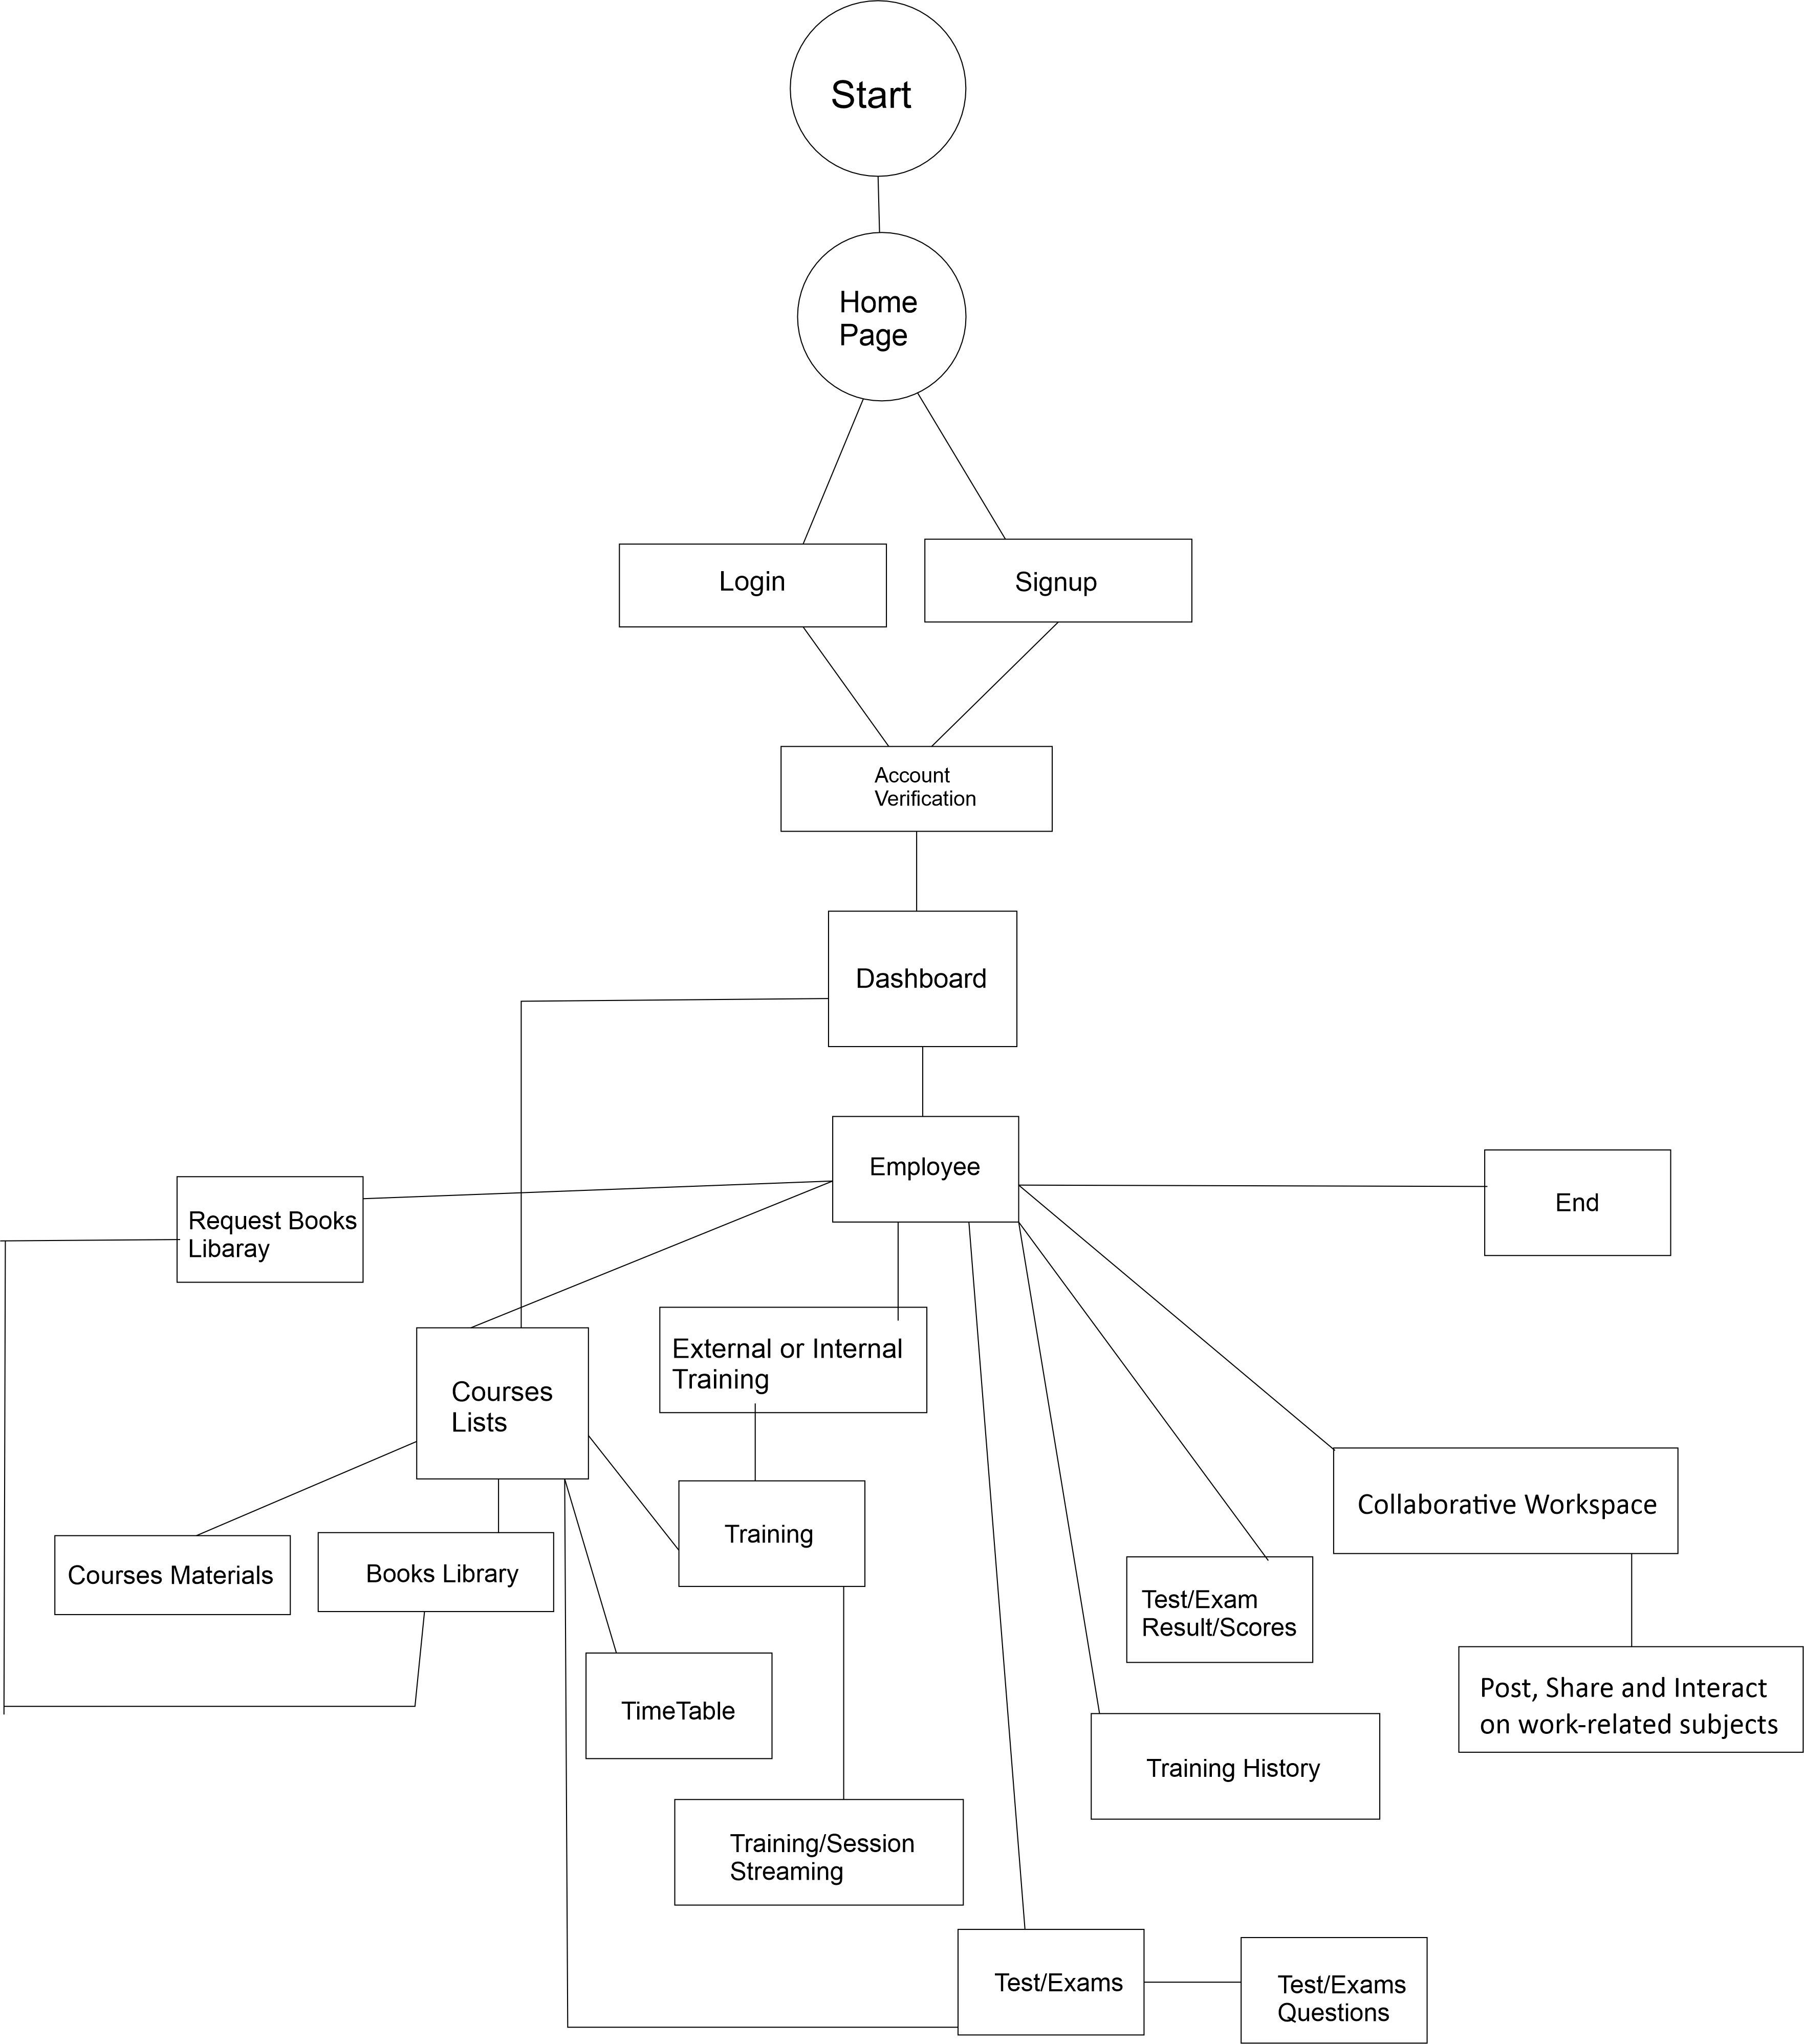 Start
Home
Page
Login
Signup
Account
Verification
Dashboard
Employee
Request Books
Libaray
End
External or Internal
Training
Courses
Lists
Collaborative Workspace
Training
Courses Materials
Books Library
Test/Exam
Result/Scores
TimeTable
Post, Share and Interact
on work-related subjects
Training History
Training/Session
Streaming
Test/Exams
Test/Exams
Questions